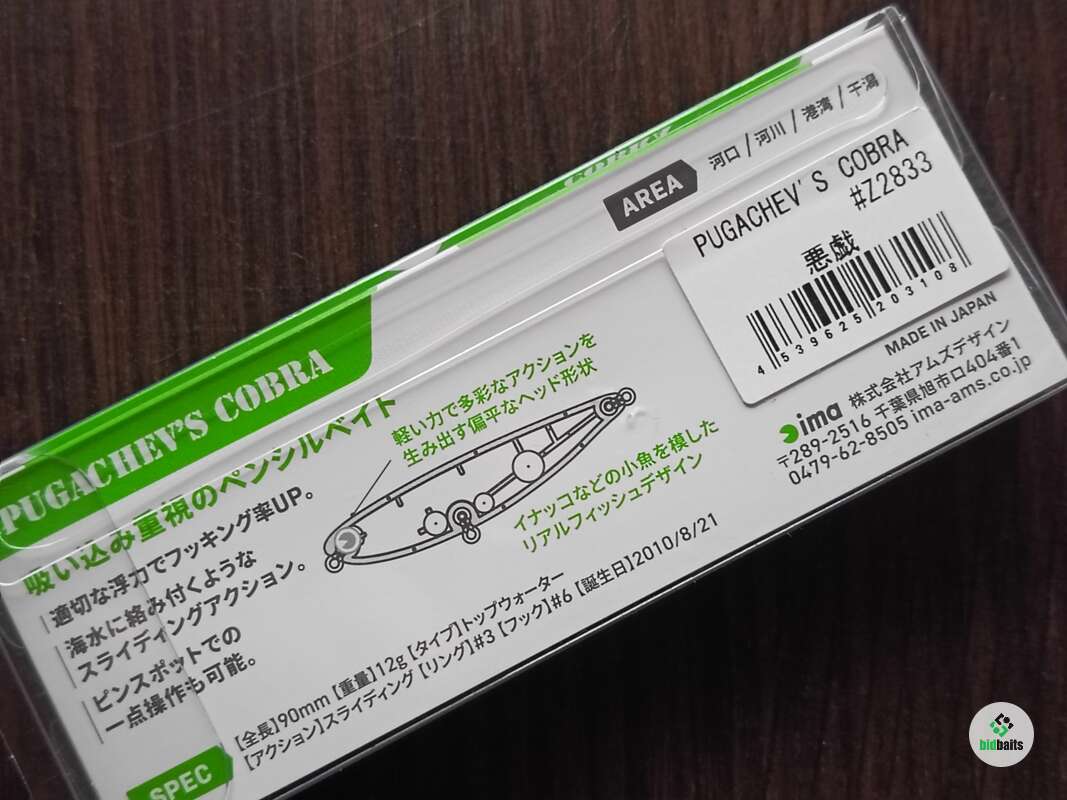 AREA
河口 / 河川 / 港湾 / 干潟
PUGACHEV'S COBRA
#Z2833
悪戯
4 539625 203108
MADE IN JAPAN
ima 株式会社アムズデザイン
〒289-2516 千葉県旭市ロ404番1
0479-62-8505 ima-ams.co.jp
PUGACHEV'S COBRA
吸い込み重視のペンシルベイト
適切な浮力でフッキング率UP。
海水に絡み付くような
スライディングアクション。
ピンスポットでの
一点操作も可能。
軽い力で多彩なアクションを
生み出す偏平なヘッド形状
イナッコなどの小魚を模した
リアルフィッシュデザイン
SPEC
【全長】90mm 【重量】12g 【タイプ】トップウォーター
【アクション】スライディング 【リング】#3 【フック】#6 【誕生日】2010/8/21
bidbaits